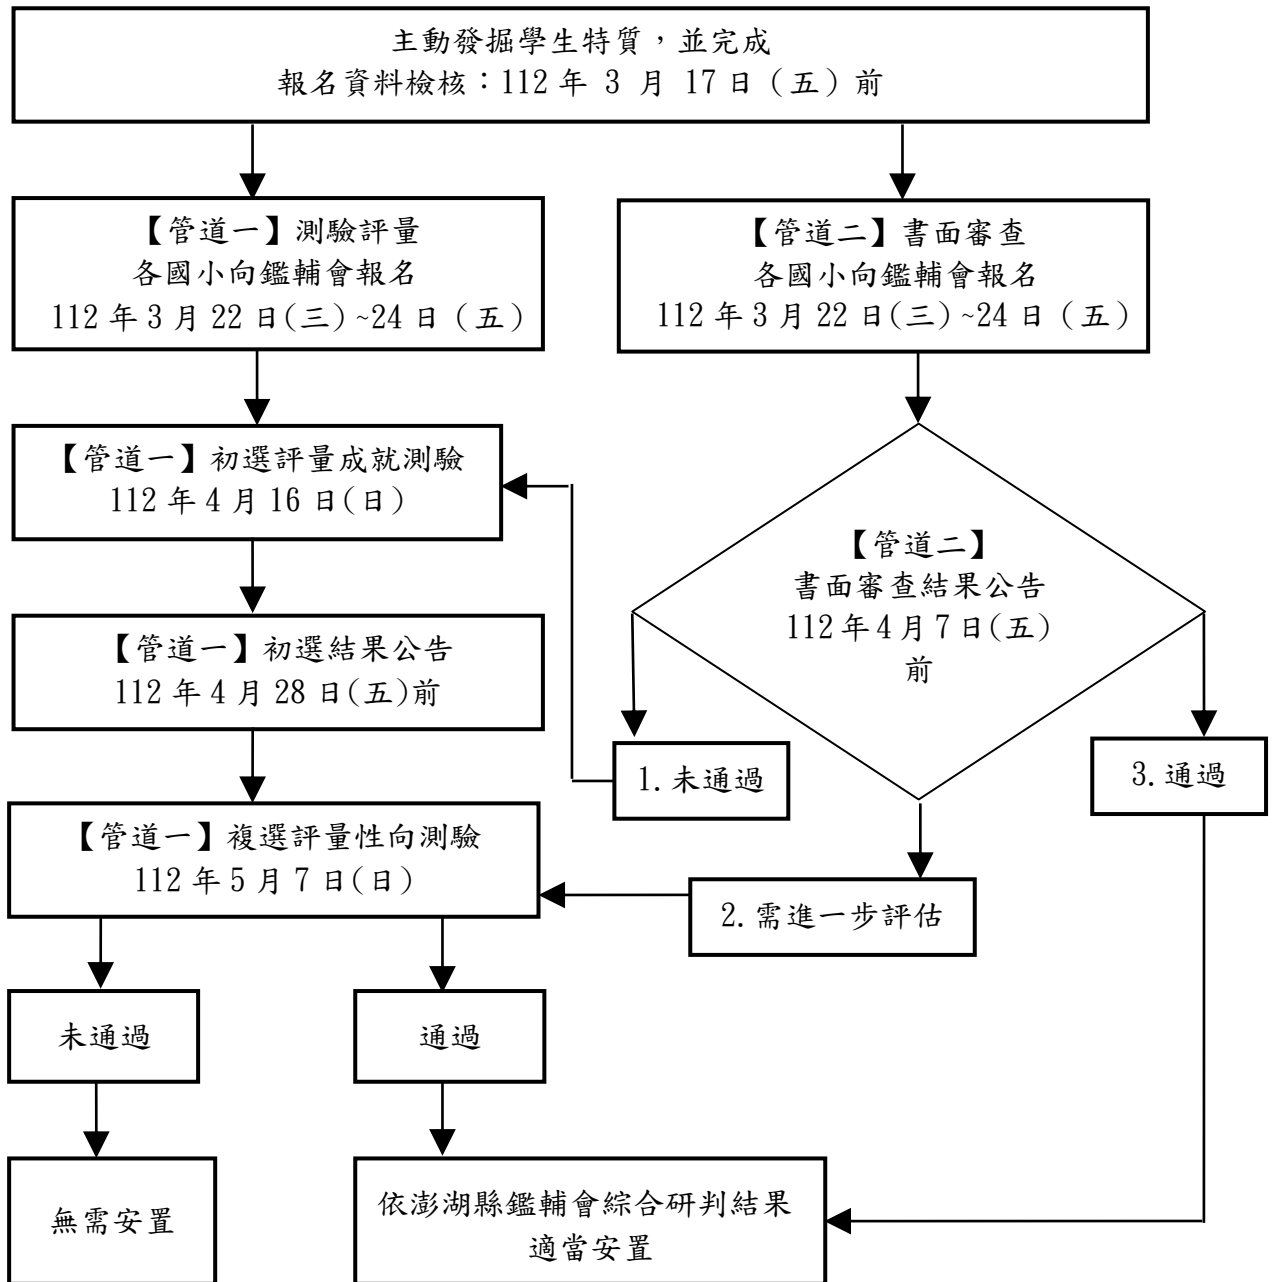 主動發掘學生特質，並完成
報名資料檢核：112 年 3 月 17 日（五）前
【管道一】測驗評量
各國小向鑑輔會報名
112 年 3 月 22 日(三)~24 日（五）
【管道二】書面審查
各國小向鑑輔會報名
112 年 3 月 22 日(三)~24 日（五）
【管道一】初選評量成就測驗
112 年 4 月 16 日(日)
【管道二】
書面審查結果公告
112 年 4 月 7 日(五)
前
【管道一】初選結果公告
112 年 4 月 28 日(五)前
1. 未通過
3. 通過
【管道一】複選評量性向測驗
112 年 5 月 7 日(日)
2. 需進一步評估
未通過
通過
無需安置
依澎湖縣鑑輔會綜合研判結果
適當安置